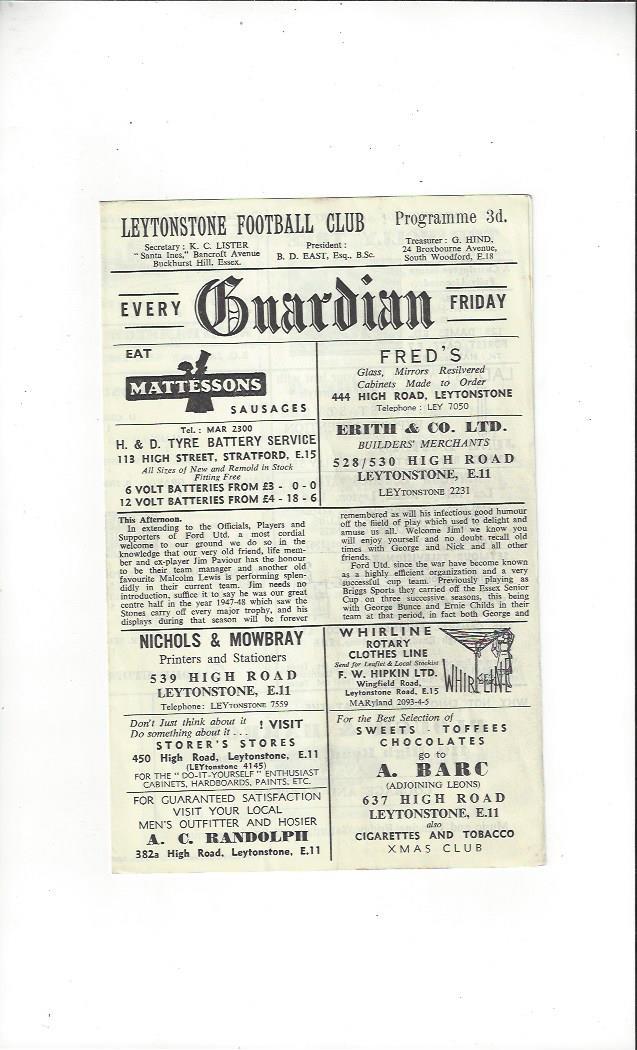 LEYTONSTONE FOOTBALL CLUB
Programme 3d.
Secretary : K. C. LISTER
" Santa Ines," Bancroft Avenue
Buckhurst Hill, Essex.
President :
B. D. EAST, Esq., B.Sc.
Treasurer : G. HIND,
24 Broxbourne Avenue,
South Woodford, E.18
EVERY
Guardian
FRIDAY
EAT
MATTESSONS
SAUSAGES
FRED'S
Glass, Mirrors Resilvered
Cabinets Made to Order
444 HIGH ROAD, LEYTONSTONE
Telephone : LEY 7050
Tel. : MAR 2300
H. & D. TYRE BATTERY SERVICE
113 HIGH STREET, STRATFORD, E.15
All Sizes of New and Remold in Stock
Fitting Free
6 VOLT BATTERIES FROM £3 - 0 - 0
12 VOLT BATTERIES FROM £4 - 18 - 6
ERITH & CO. LTD.
BUILDERS' MERCHANTS
528/530 HIGH ROAD
LEYTONSTONE, E.11
LEYTONSTONE 2231
This Afternoon.
In extending to the Officials, Players and
Supporters of Ford Utd. a most cordial
welcome to our ground we do so in the
knowledge that our very old friend, life mem-
ber and ex-player Jim Paviour has the honour
to be their team manager and another old
favourite Malcolm Lewis is performing splen-
didly in their current team. Jim needs no
introduction, suffice it to say he was our great
centre half in the year 1947-48 which saw the
Stones carry off every major trophy, and his
displays during that season will be forever
remembered as will his infectious good humour
off the field of play which used to delight and
amuse us all. Welcome Jim! we know you
will enjoy yourself and no doubt recall old
times with George and Nick and all other
friends.
Ford Utd. since the war have become known
as a highly efficient organization and a very
successful cup team. Previously playing as
Briggs Sports they carried off the Essex Senior
Cup on three successive seasons, this being
with George Bunce and Ernie Childs in their
team at that period, in fact both George and
NICHOLS & MOWBRAY
Printers and Stationers
539 HIGH ROAD
LEYTONSTONE, E.11
Telephone: LEYtonstone 7559
WHIRLINE
ROTARY
CLOTHES LINE
Send for Leaflet & Local Stockist
F. W. HIPKIN LTD.
Wingfield Road,
Leytonstone Road, E.15
MARyland 2093-4-5
WHIRLINE
Don't Just think about it
Do something about it . . .
! VISIT
STORER'S STORES
450 High Road, Leytonstone, E.11
(LEYtonstone 4145)
FOR THE " DO-IT-YOURSELF " ENTHUSIAST
CABINETS, HARDBOARDS, PAINTS, ETC.
For the Best Selection of
SWEETS - TOFFEES
CHOCOLATES
go to
A. BARC
(ADJOINING LEONS)
637 HIGH ROAD
LEYTONSTONE, E.11
also
CIGARETTES AND TOBACCO
XMAS CLUB
FOR GUARANTEED SATISFACTION
VISIT YOUR LOCAL
MEN'S OUTFITTER AND HOSIER
A. C. RANDOLPH
382a High Road, Leytonstone, E.11